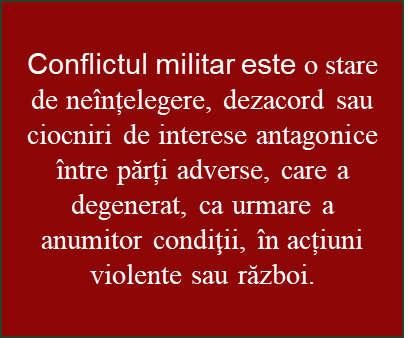 Conflictul militar este o stare
de neînțelegere, dezacord sau
ciocniri de interese antagonice
între părți adverse, care a
degenerat, ca urmare a
anumitor condiţii, în acțiuni
violente sau război.